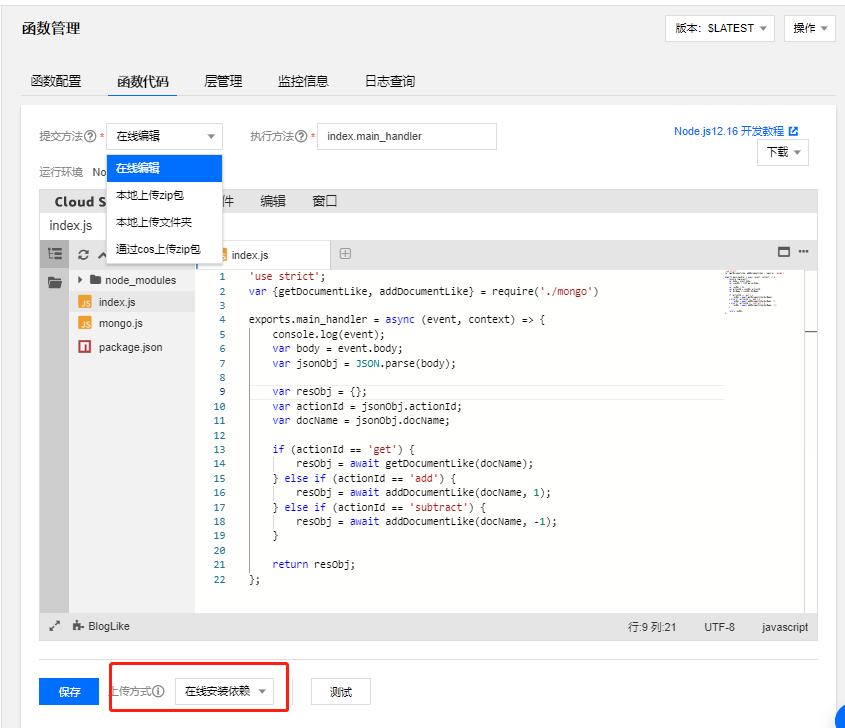 函数管理
版本：$LATEST
操作
函数配置 函数代码 层管理 监控信息 日志查询
提交方法 * 在线编辑 执行方法 * index.main_handler
Node.js12.16 开发教程
下载
在线编辑
本地上传zip包
本地上传文件夹
通过cos上传zip包
运行环境 No
Cloud S 件 编辑 窗口
index.js
index.js
node_modules
index.js
mongo.js
package.json
1 'use strict';
2 var {getDocumentLike, addDocumentLike} = require('./mongo')
3
4 exports.main_handler = async (event, context) => {
5 console.log(event);
6 var body = event.body;
7 var jsonObj = JSON.parse(body);
8
9 var resObj = {};
10 var actionId = jsonObj.actionId;
11 var docName = jsonObj.docName;
12
13 if (actionId == 'get') {
14 resObj = await getDocumentLike(docName);
15 } else if (actionId == 'add') {
16 resObj = await addDocumentLike(docName, 1);
17 } else if (actionId == 'subtract') {
18 resObj = await addDocumentLike(docName, -1);
19 }
20
21 return resObj;
22 };
BlogLike
行:9 列:21 UTF-8 javascript
保存 上传方式 在线安装依赖 测试